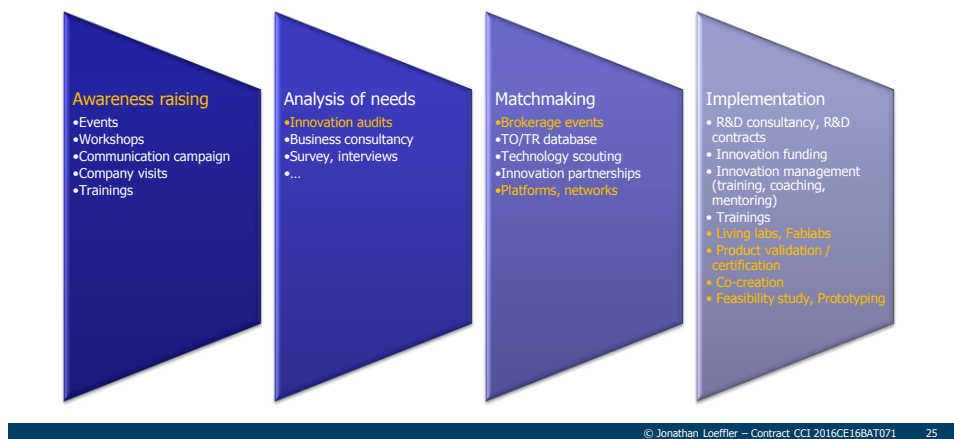 Awareness raising
•Events
•Workshops
•Communication campaign
•Company visits
•Trainings
Analysis of needs
•Innovation audits
•Business consultancy
•Survey, interviews
•...
Matchmaking
•Brokerage events
•TO/TR database
•Technology scouting
•Innovation partnerships
•Platforms, networks
Implementation
• R&D consultancy, R&D
contracts
• Innovation funding
• Innovation management
(training, coaching,
mentoring)
• Trainings
• Living labs, Fablabs
• Product validation /
certification
• Co-creation
• Feasibility study, Prototyping
© Jonathan Loeffler – Contract CCI 2016CE16BAT071 25